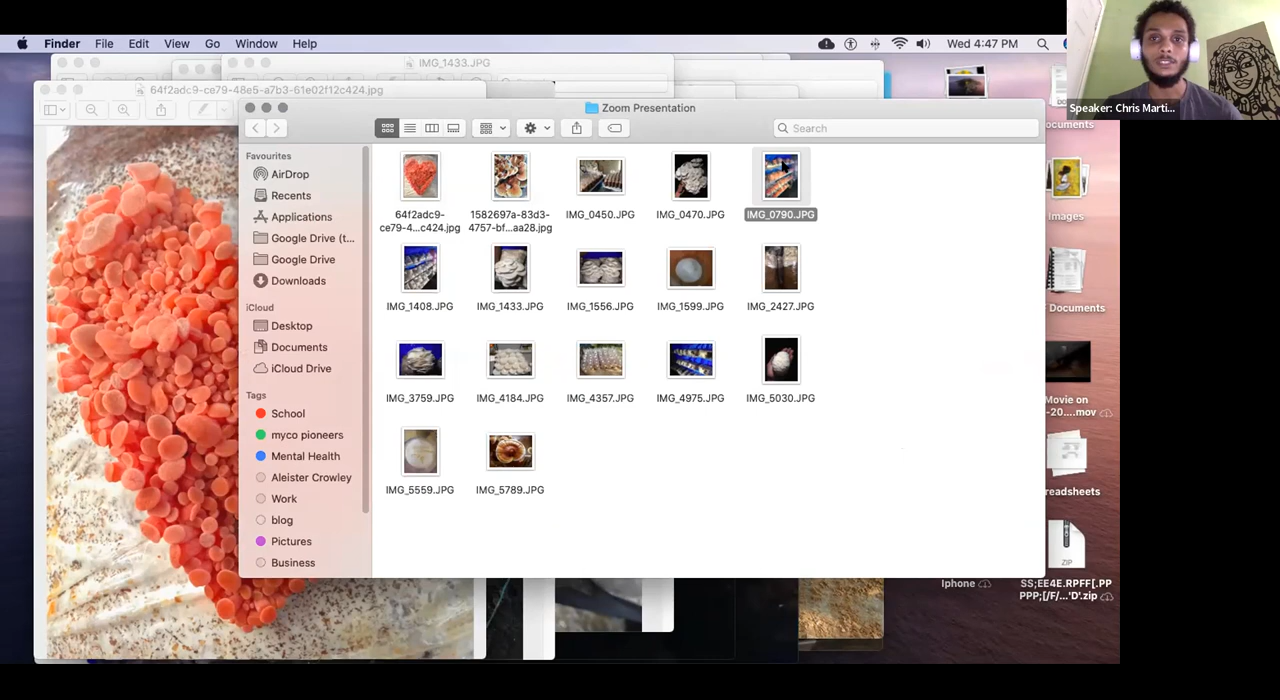 Finder File Edit View Go Window Help Wed 4:47 PM
Speaker: Chris Marti...
IMG_1433.JPG
64f2adc9-ce79-48e5-a7b3-61e02f12c424.jpg
Zoom Presentation
Search
Favourites
AirDrop
Recents
Applications
Google Drive (t...
Google Drive
Downloads
iCloud
Desktop
Documents
iCloud Drive
Tags
School
myco pioneers
Mental Health
Aleister Crowley
Work
blog
Pictures
Business
64f2adc9-
ce79-4...c424.jpg
1582697a-83d3-
4757-bf...aa28.jpg
IMG_0450.JPG
IMG_0470.JPG
IMG_0790.JPG
IMG_1408.JPG
IMG_1433.JPG
IMG_1556.JPG
IMG_1599.JPG
IMG_2427.JPG
IMG_3759.JPG
IMG_4184.JPG
IMG_4357.JPG
IMG_4975.JPG
IMG_5030.JPG
IMG_5559.JPG
IMG_5789.JPG
ocuments
Images
Documents
Movie on
-20....mov
readsheets
ZIP
Iphone
SS;EE4E.RPFF[.PP
PPP;[/F/...'D'.zip